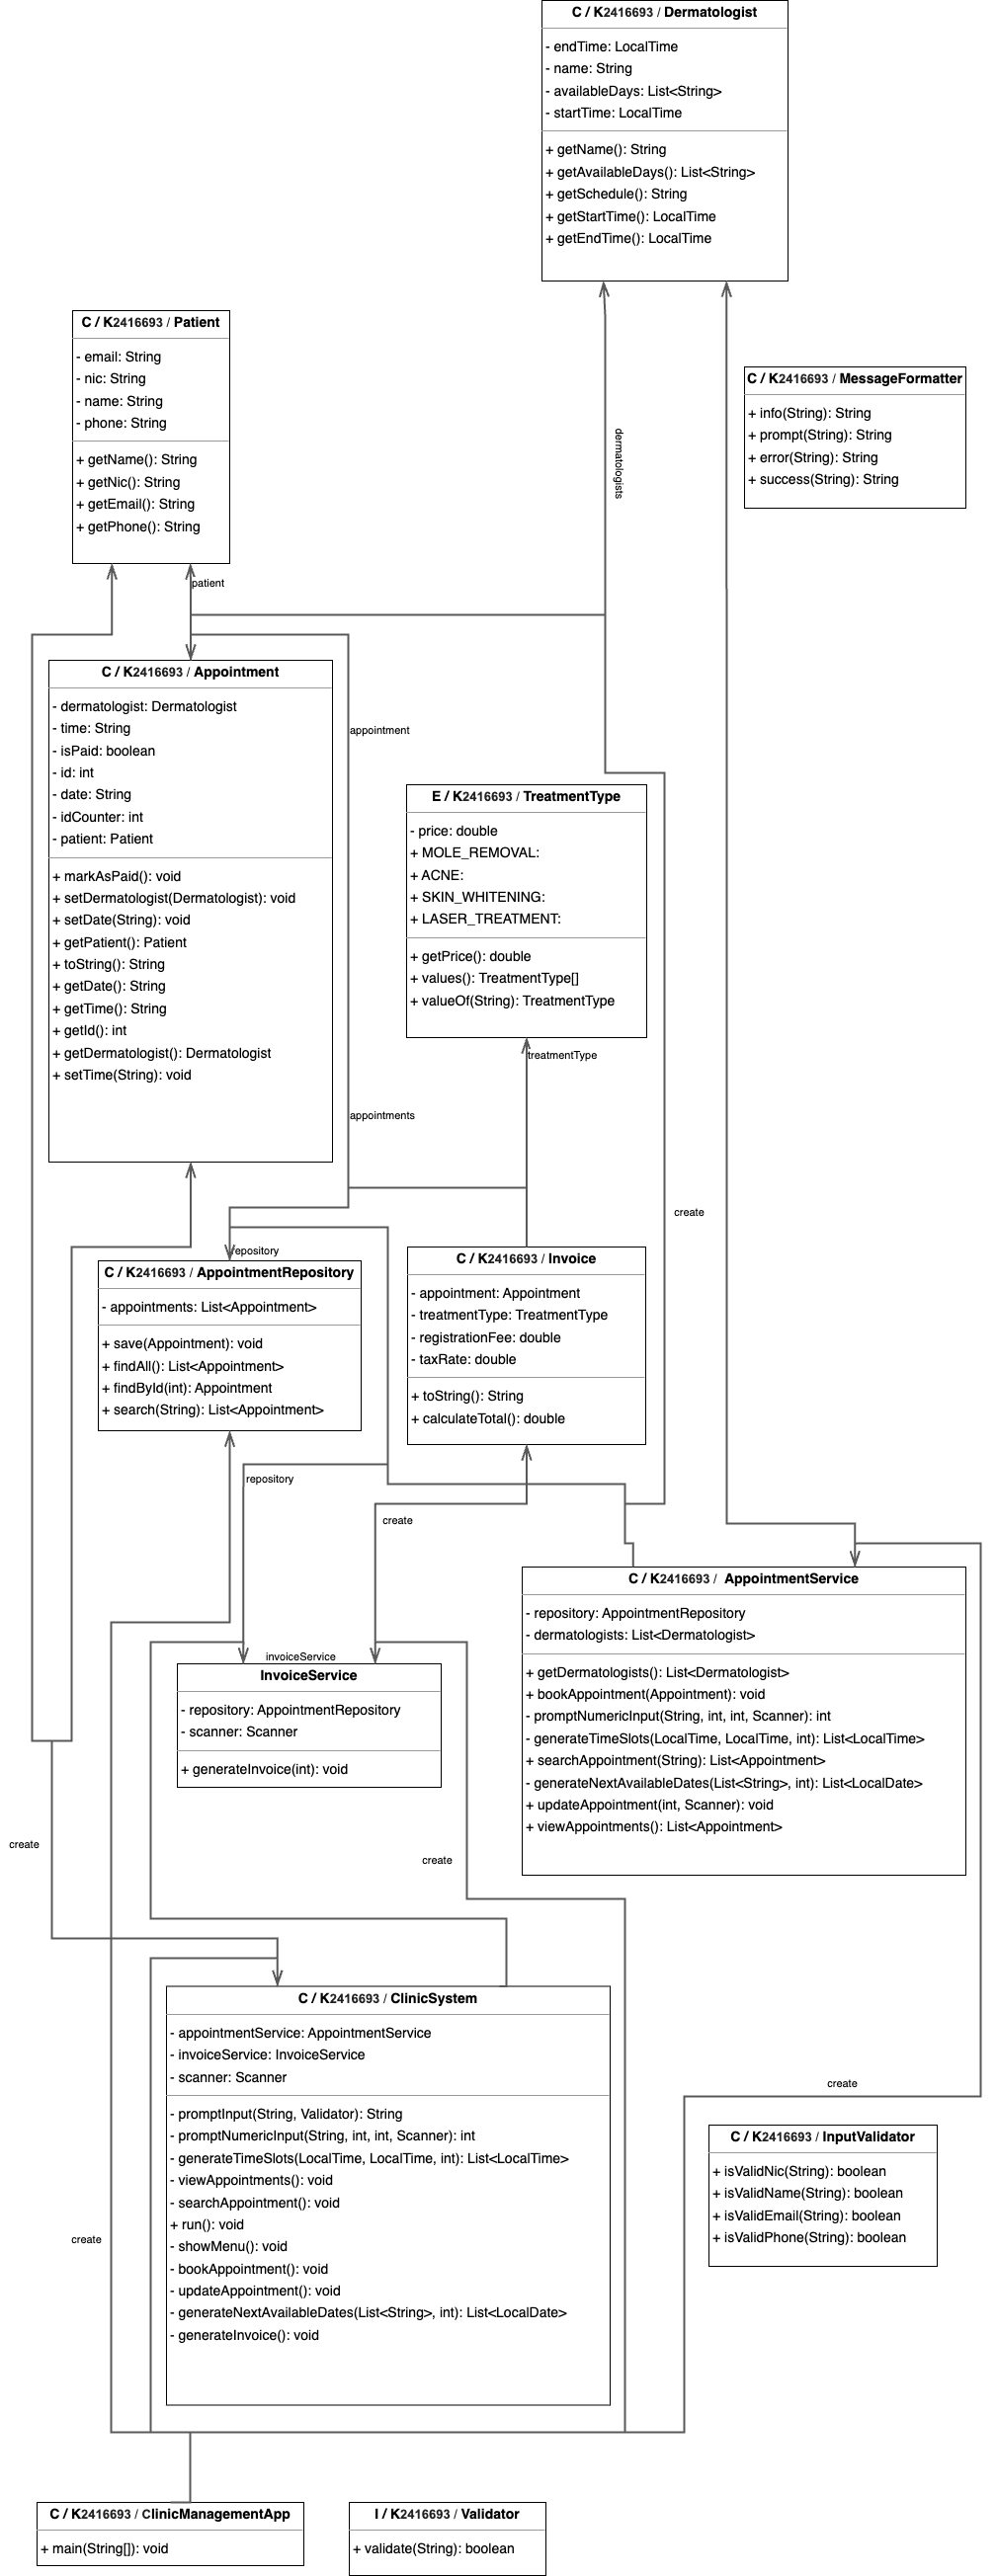 C / K2416693 / Dermatologist
- endTime: LocalTime
- name: String
- availableDays: List<String>
- startTime: LocalTime
+ getName(): String
+ getAvailableDays(): List<String>
+ getSchedule(): String
+ getStartTime(): LocalTime
+ getEndTime(): LocalTime
C / K2416693 / Patient
- email: String
- nic: String
- name: String
- phone: String
+ getName(): String
+ getNic(): String
+ getEmail(): String
+ getPhone(): String
C / K2416693 / MessageFormatter
+ info(String): String
+ prompt(String): String
+ error(String): String
+ success(String): String
dermatologists
patient
C / K2416693 / Appointment
- dermatologist: Dermatologist
- time: String
- isPaid: boolean
- id: int
- date: String
- idCounter: int
- patient: Patient
+ markAsPaid(): void
+ setDermatologist(Dermatologist): void
+ setDate(String): void
+ getPatient(): Patient
+ toString(): String
+ getDate(): String
+ getTime(): String
+ getId(): int
+ getDermatologist(): Dermatologist
+ setTime(String): void
appointment
E / K2416693 / TreatmentType
- price: double
+ MOLE_REMOVAL:
+ ACNE:
+ SKIN_WHITENING:
+ LASER_TREATMENT:
+ getPrice(): double
+ values(): TreatmentType[]
+ valueOf(String): TreatmentType
treatmentType
appointments
create
repository
C / K2416693 / AppointmentRepository
- appointments: List<Appointment>
+ save(Appointment): void
+ findAll(): List<Appointment>
+ findById(int): Appointment
+ search(String): List<Appointment>
C / K2416693 / Invoice
- appointment: Appointment
- treatmentType: TreatmentType
- registrationFee: double
- taxRate: double
+ toString(): String
+ calculateTotal(): double
repository
create
C / K2416693 / AppointmentService
- repository: AppointmentRepository
- dermatologists: List<Dermatologist>
+ getDermatologists(): List<Dermatologist>
+ bookAppointment(Appointment): void
- promptNumericInput(String, int, int, Scanner): int
- generateTimeSlots(LocalTime, LocalTime, int): List<LocalTime>
+ searchAppointment(String): List<Appointment>
- generateNextAvailableDates(List<String>, int): List<LocalDate>
+ updateAppointment(int, Scanner): void
+ viewAppointments(): List<Appointment>
invoiceService
InvoiceService
- repository: AppointmentRepository
- scanner: Scanner
+ generateInvoice(int): void
create
create
C / K2416693 / ClinicSystem
- appointmentService: AppointmentService
- invoiceService: InvoiceService
- scanner: Scanner
- promptInput(String, Validator): String
- promptNumericInput(String, int, int, Scanner): int
- generateTimeSlots(LocalTime, LocalTime, int): List<LocalTime>
- viewAppointments(): void
- searchAppointment(): void
+ run(): void
- showMenu(): void
- bookAppointment(): void
- updateAppointment(): void
- generateNextAvailableDates(List<String>, int): List<LocalDate>
- generateInvoice(): void
create
create
C / K2416693 / InputValidator
+ isValidNic(String): boolean
+ isValidName(String): boolean
+ isValidEmail(String): boolean
+ isValidPhone(String): boolean
C / K2416693 / ClinicManagementApp
+ main(String[]): void
I / K2416693 / Validator
+ validate(String): boolean